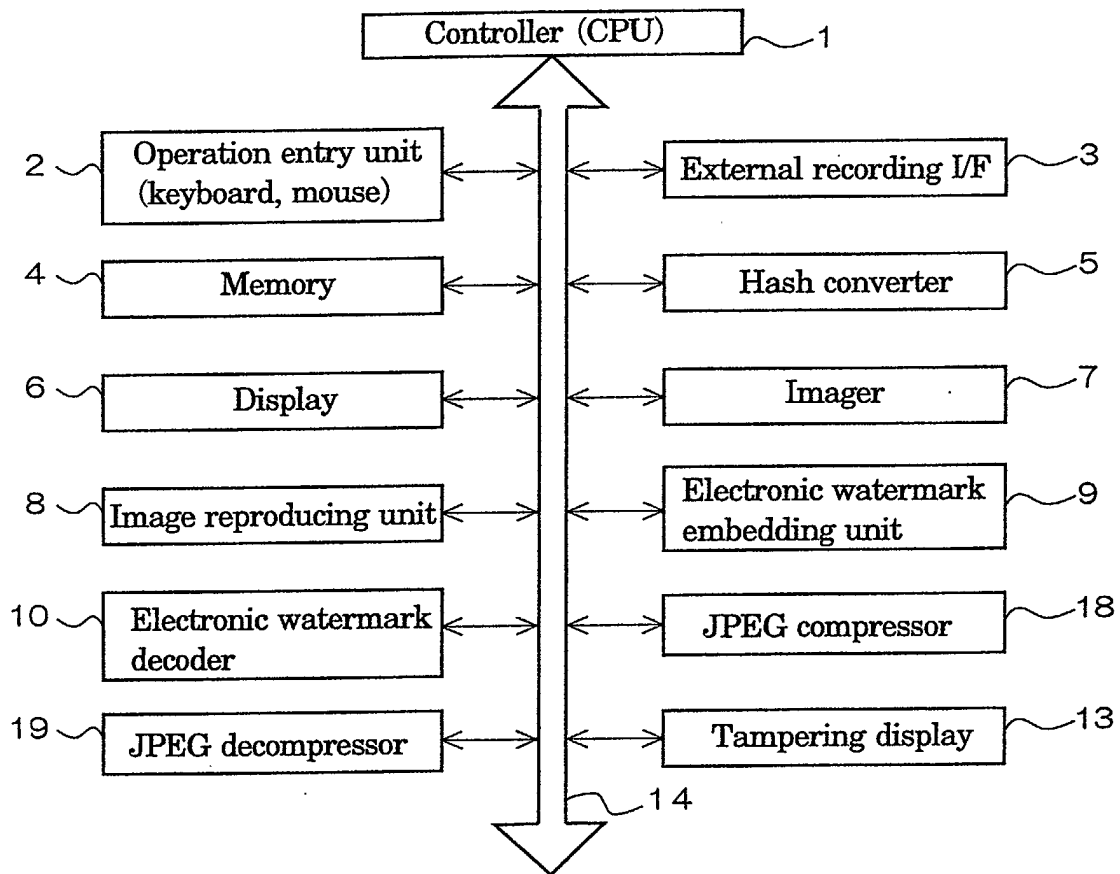 Controller (CPU)
1
2
Operation entry unit
(keyboard, mouse)
External recording I/F
3
4
Memory
Hash converter
5
6
Display
Imager
7
8
Image reproducing unit
Electronic watermark
embedding unit
9
10
Electronic watermark
decoder
JPEG compressor
18
19
JPEG decompressor
Tampering display
13
14